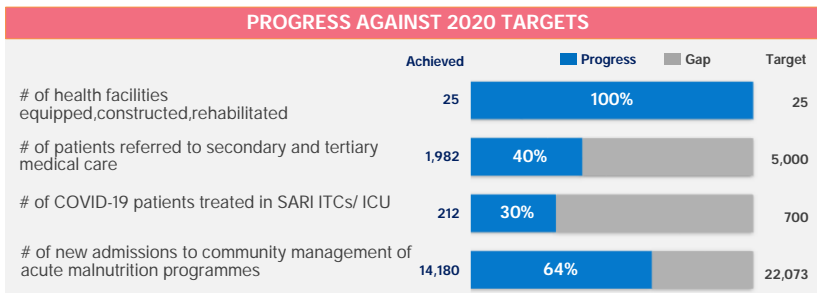 PROGRESS AGAINST 2020 TARGETS
Achieved Progress Gap Target
# of health facilities
equipped,constructed,rehabilitated
25 100% 25
# of patients referred to secondary and tertiary
medical care
1,982 40% 5,000
# of COVID-19 patients treated in SARI ITCs/ ICU
212 30% 700
# of new admissions to community management of
acute malnutrition programmes
14,180 64% 22,073